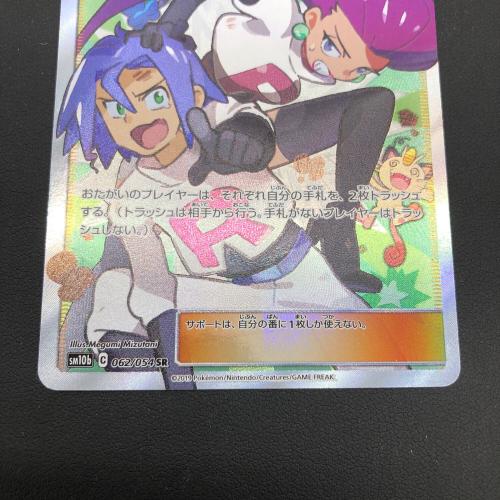 おたがいのプレイヤーは、それぞれ自分の手札を、2枚トラッシュ
する。（トラッシュは相手から行う。手札がないプレイヤーはトラッ
シュしない。）
サポートは、自分の番に1枚しか使えない。
Illus. Megumi Mizutani
sm10b C 062/054 SR
©2019 Pokémon/Nintendo/Creatures/GAME FREAK.